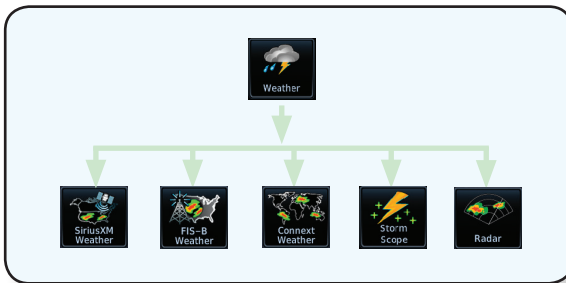 Weather
SiriusXM
Weather
FIS-B
Weather
Connext
Weather
Storm
Scope
Radar